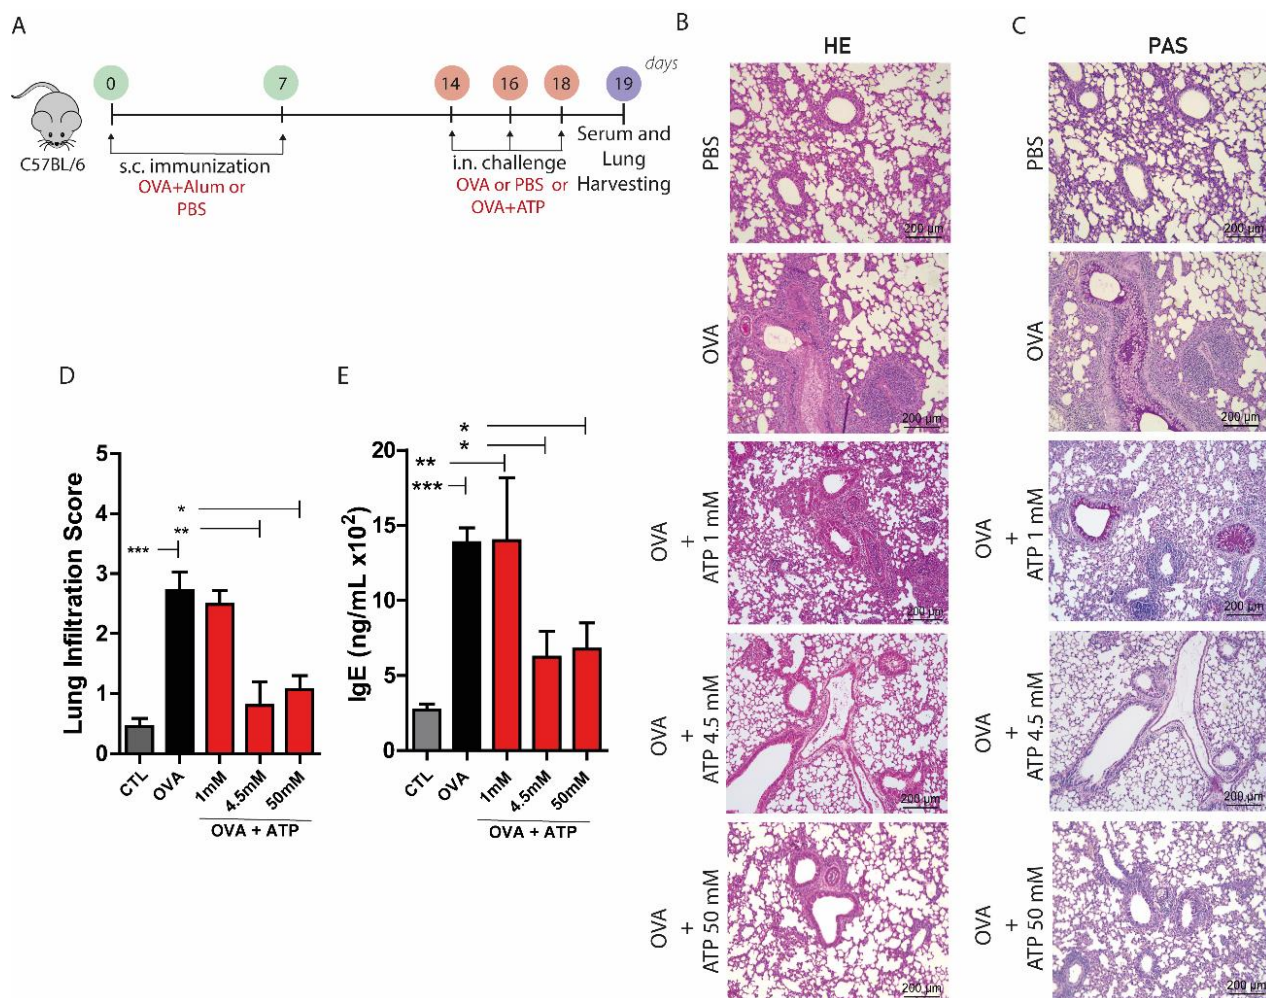 A
0
7
14
16
18
19
days
C57BL/6
s.c. immunization
OVA+Alum or
PBS
i.n. challenge
OVA or PBS or
OVA+ATP
Serum and
Lung
Harvesting
B
HE
PBS
200 µm
OVA
200 µm
OVA
+
ATP 1 mM
200 µm
OVA
+
ATP 4.5 mM
200 µm
OVA
+
ATP 50 mM
200 µm
C
PAS
PBS
200 µm
OVA
200 µm
OVA
+
ATP 1 mM
200 µm
OVA
+
ATP 4.5 mM
200 µm
OVA
+
ATP 50 mM
200 µm
D
Lung Infiltration Score
5
4
3
2
1
0
*
**
***
CTL
OVA
1mM
4.5mM
50mM
OVA + ATP
E
IgE (ng/mL x10²)
20
15
10
5
0
*
*
**
***
CTL
OVA
1mM
4.5mM
50mM
OVA + ATP